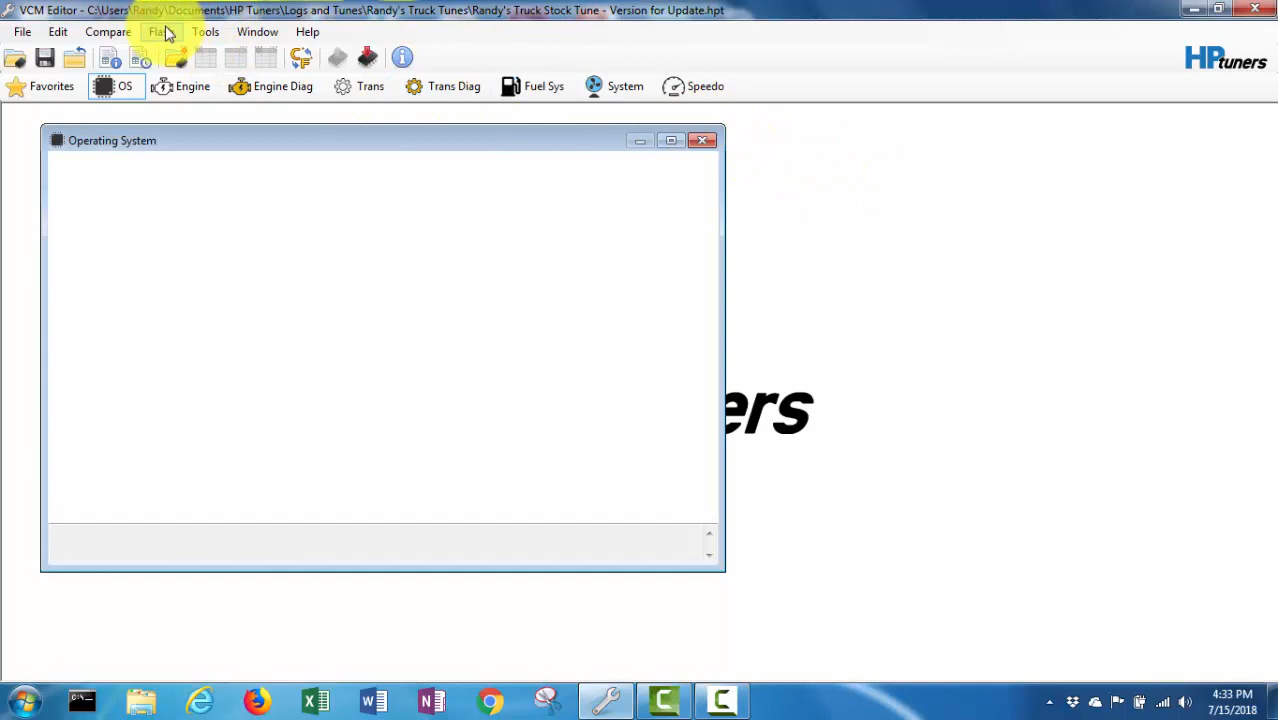 VCM Editor - C:\Users\Randy\Documents\HP Tuners\Logs and Tunes\Randy's Truck Tunes\Randy's Truck Stock Tune - Version for Update.hpt
File Edit Compare Flash Tools Window Help
HPtuners
Favorites OS Engine Engine Diag Trans Trans Diag Fuel Sys System Speedo
Operating System
ers
4:33 PM
7/15/2018